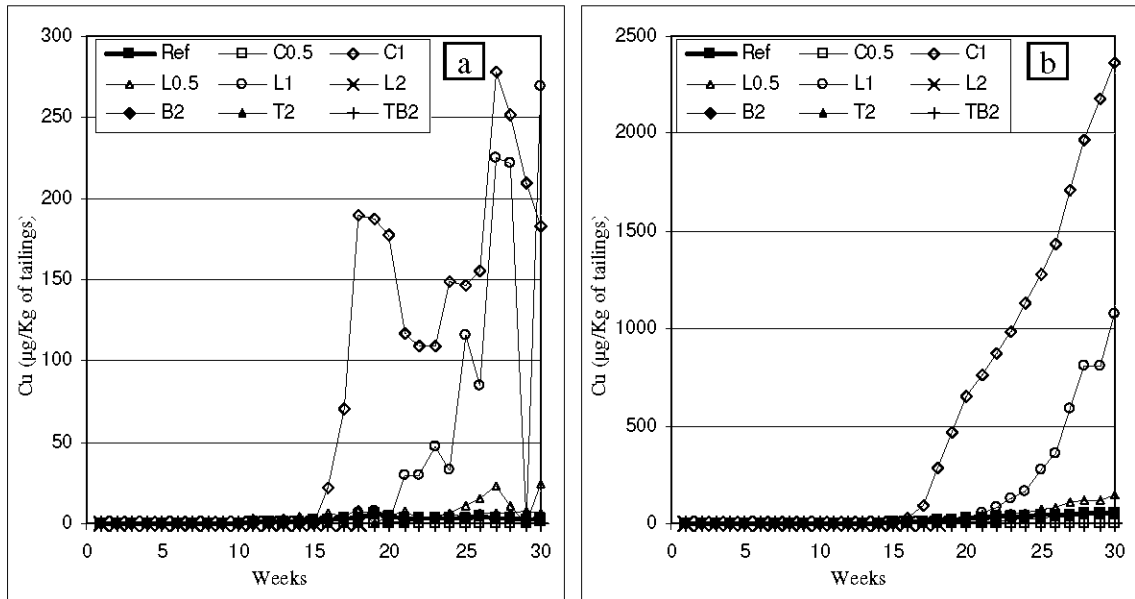 300
250
200
150
100
50
0
Cu (µg/Kg of tailings)
Ref C0.5 C1
L0.5 L1 L2
B2 T2 TB2
a
0 5 10 15 20 25 30
Weeks
2500
2000
1500
1000
500
0
Cu (µg/Kg of tailings)
Ref C0.5 C1
L0.5 L1 L2
B2 T2 TB2
b
0 5 10 15 20 25 30
Weeks